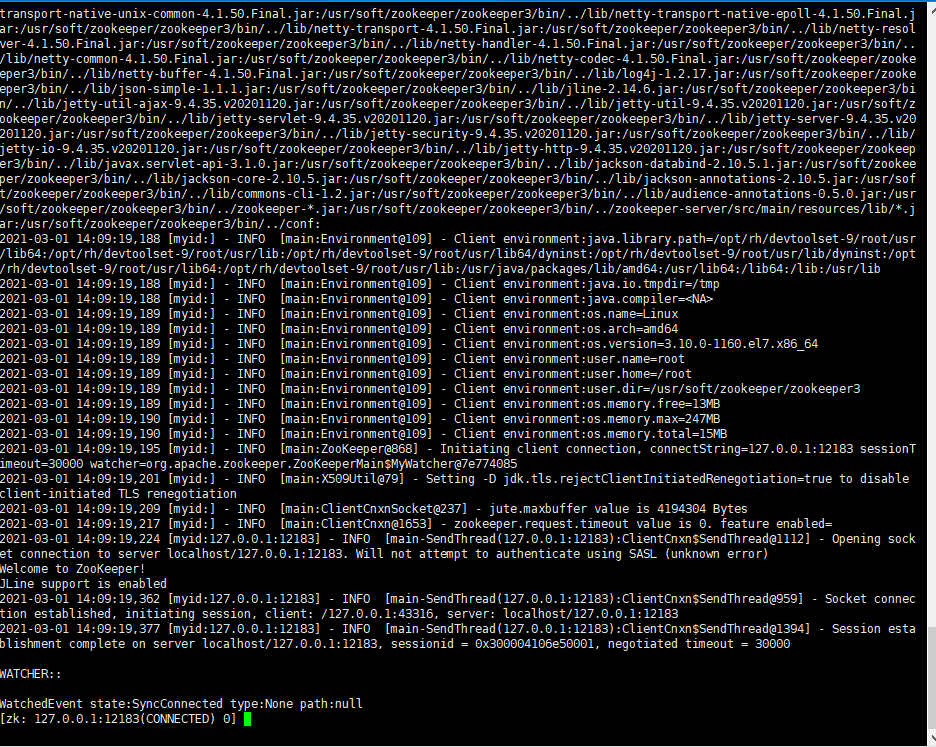 transport-native-unix-common-4.1.50.Final.jar:/usr/soft/zookeeper/zookeeper3/bin/../lib/netty-transport-native-epoll-4.1.50.Final.j
ar:/usr/soft/zookeeper/zookeeper3/bin/../lib/netty-transport-4.1.50.Final.jar:/usr/soft/zookeeper/zookeeper3/bin/../lib/netty-resol
ver-4.1.50.Final.jar:/usr/soft/zookeeper/zookeeper3/bin/../lib/netty-handler-4.1.50.Final.jar:/usr/soft/zookeeper/zookeeper3/bin/..
/lib/netty-common-4.1.50.Final.jar:/usr/soft/zookeeper/zookeeper3/bin/../lib/netty-codec-4.1.50.Final.jar:/usr/soft/zookeeper/zooke
eper3/bin/../lib/netty-buffer-4.1.50.Final.jar:/usr/soft/zookeeper/zookeeper3/bin/../lib/log4j-1.2.17.jar:/usr/soft/zookeeper/zooke
eper3/bin/../lib/json-simple-1.1.1.jar:/usr/soft/zookeeper/zookeeper3/bin/../lib/jline-2.14.6.jar:/usr/soft/zookeeper/zookeeper3/bi
n/../lib/jetty-util-ajax-9.4.35.v20201120.jar:/usr/soft/zookeeper/zookeeper3/bin/../lib/jetty-util-9.4.35.v20201120.jar:/usr/soft/z
ookeeper/zookeeper3/bin/../lib/jetty-servlet-9.4.35.v20201120.jar:/usr/soft/zookeeper/zookeeper3/bin/../lib/jetty-server-9.4.35.v20
201120.jar:/usr/soft/zookeeper/zookeeper3/bin/../lib/jetty-security-9.4.35.v20201120.jar:/usr/soft/zookeeper/zookeeper3/bin/../lib/
jetty-io-9.4.35.v20201120.jar:/usr/soft/zookeeper/zookeeper3/bin/../lib/jetty-http-9.4.35.v20201120.jar:/usr/soft/zookeeper/zookeep
er3/bin/../lib/javax.servlet-api-3.1.0.jar:/usr/soft/zookeeper/zookeeper3/bin/../lib/jackson-databind-2.10.5.1.jar:/usr/soft/zookee
per/zookeeper3/bin/../lib/jackson-core-2.10.5.jar:/usr/soft/zookeeper/zookeeper3/bin/../lib/jackson-annotations-2.10.5.jar:/usr/sof
t/zookeeper/zookeeper3/bin/../lib/commons-cli-1.2.jar:/usr/soft/zookeeper/zookeeper3/bin/../lib/audience-annotations-0.5.0.jar:/usr
/soft/zookeeper/zookeeper3/bin/../zookeeper-*.jar:/usr/soft/zookeeper/zookeeper3/bin/../zookeeper-server/src/main/resources/lib/*.j
ar:/usr/soft/zookeeper/zookeeper3/bin/../conf:
2021-03-01 14:09:19,188 [myid:] - INFO  [main:Environment@109] - Client environment:java.library.path=/opt/rh/devtoolset-9/root/usr
/lib64:/opt/rh/devtoolset-9/root/usr/lib:/opt/rh/devtoolset-9/root/usr/lib64/dyninst:/opt/rh/devtoolset-9/root/usr/lib/dyninst:/opt
/rh/devtoolset-9/root/usr/lib64:/opt/rh/devtoolset-9/root/usr/lib:/usr/java/packages/lib/amd64:/usr/lib64:/lib64:/lib:/usr/lib
2021-03-01 14:09:19,188 [myid:] - INFO  [main:Environment@109] - Client environment:java.io.tmpdir=/tmp
2021-03-01 14:09:19,188 [myid:] - INFO  [main:Environment@109] - Client environment:java.compiler=<NA>
2021-03-01 14:09:19,189 [myid:] - INFO  [main:Environment@109] - Client environment:os.name=Linux
2021-03-01 14:09:19,189 [myid:] - INFO  [main:Environment@109] - Client environment:os.arch=amd64
2021-03-01 14:09:19,189 [myid:] - INFO  [main:Environment@109] - Client environment:os.version=3.10.0-1160.el7.x86_64
2021-03-01 14:09:19,189 [myid:] - INFO  [main:Environment@109] - Client environment:user.name=root
2021-03-01 14:09:19,189 [myid:] - INFO  [main:Environment@109] - Client environment:user.home=/root
2021-03-01 14:09:19,189 [myid:] - INFO  [main:Environment@109] - Client environment:user.dir=/usr/soft/zookeeper/zookeeper3
2021-03-01 14:09:19,189 [myid:] - INFO  [main:Environment@109] - Client environment:os.memory.free=13MB
2021-03-01 14:09:19,190 [myid:] - INFO  [main:Environment@109] - Client environment:os.memory.max=247MB
2021-03-01 14:09:19,190 [myid:] - INFO  [main:Environment@109] - Client environment:os.memory.total=15MB
2021-03-01 14:09:19,195 [myid:] - INFO  [main:ZooKeeper@868] - Initiating client connection, connectString=127.0.0.1:12183 sessionT
imeout=30000 watcher=org.apache.zookeeper.ZooKeeperMain$MyWatcher@7e774085
2021-03-01 14:09:19,201 [myid:] - INFO  [main:X509Util@79] - Setting -D jdk.tls.rejectClientInitiatedRenegotiation=true to disable
client-initiated TLS renegotiation
2021-03-01 14:09:19,209 [myid:] - INFO  [main:ClientCnxnSocket@237] - jute.maxbuffer value is 4194304 Bytes
2021-03-01 14:09:19,217 [myid:] - INFO  [main:ClientCnxn@1653] - zookeeper.request.timeout value is 0. feature enabled=
2021-03-01 14:09:19,224 [myid:127.0.0.1:12183] - INFO  [main-SendThread(127.0.0.1:12183):ClientCnxn$SendThread@1112] - Opening sock
et connection to server localhost/127.0.0.1:12183. Will not attempt to authenticate using SASL (unknown error)
Welcome to ZooKeeper!
JLine support is enabled
2021-03-01 14:09:19,362 [myid:127.0.0.1:12183] - INFO  [main-SendThread(127.0.0.1:12183):ClientCnxn$SendThread@959] - Socket connec
tion established, initiating session, client: /127.0.0.1:43316, server: localhost/127.0.0.1:12183
2021-03-01 14:09:19,377 [myid:127.0.0.1:12183] - INFO  [main-SendThread(127.0.0.1:12183):ClientCnxn$SendThread@1394] - Session esta
blishment complete on server localhost/127.0.0.1:12183, sessionid = 0x300004106e50001, negotiated timeout = 30000
WATCHER::
WatchedEvent state:SyncConnected type:None path:null
[zk: 127.0.0.1:12183(CONNECTED) 0]